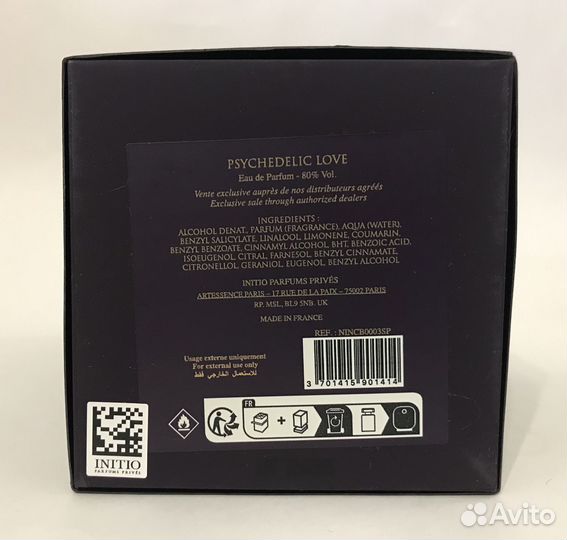 PSYCHEDELIC LOVE
Eau de Parfum - 80% Vol.
Vente exclusive auprès de nos distributeurs agréés
Exclusive sale through authorized dealers
INGREDIENTS :
ALCOHOL DENAT., PARFUM (FRAGRANCE), AQUA (WATER),
BENZYL SALICYLATE, LINALOOL, LIMONENE, COUMARIN,
BENZYL BENZOATE, CINNAMYL ALCOHOL, BHT, BENZOIC ACID,
ISOEUGENOL, CITRAL, FARNESOL, BENZYL CINNAMATE,
CITRONELLOL, GERANIOL, EUGENOL, BENZYL ALCOHOL
INITIO PARFUMS PRIVÉS
ARTESSENCE PARIS – 17 RUE DE LA PAIX – 75002 PARIS
RP. MSL, BL9 5NB. UK
MADE IN FRANCE
REF. : NINCB0003SP
Usage externe uniquement
For external use only
للاستعمال الخارجي فقط
3 701415 901414
FR
INITIO
PARFUMS PRIVÉS
Avito